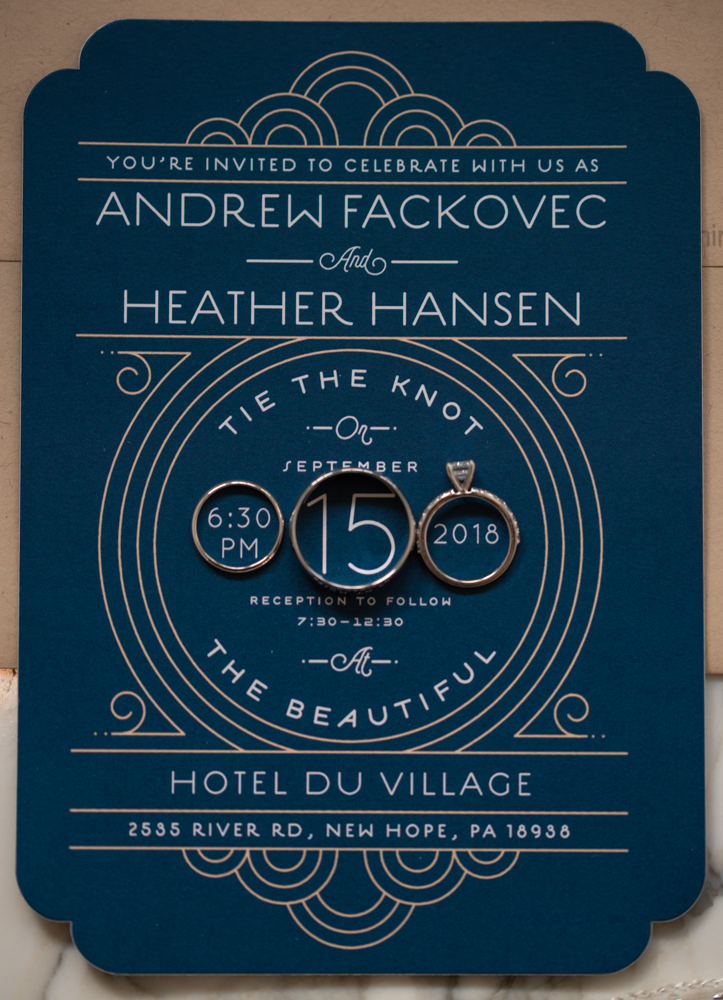 YOU'RE INVITED TO CELEBRATE WITH US AS
ANDREW FACKOVEC
And
HEATHER HANSEN
TIE THE KNOT
On
SEPTEMBER
6:30 PM
15
2018
RECEPTION TO FOLLOW
7:30-12:30
At
THE BEAUTIFUL
HOTEL DU VILLAGE
2535 RIVER RD, NEW HOPE, PA 18938